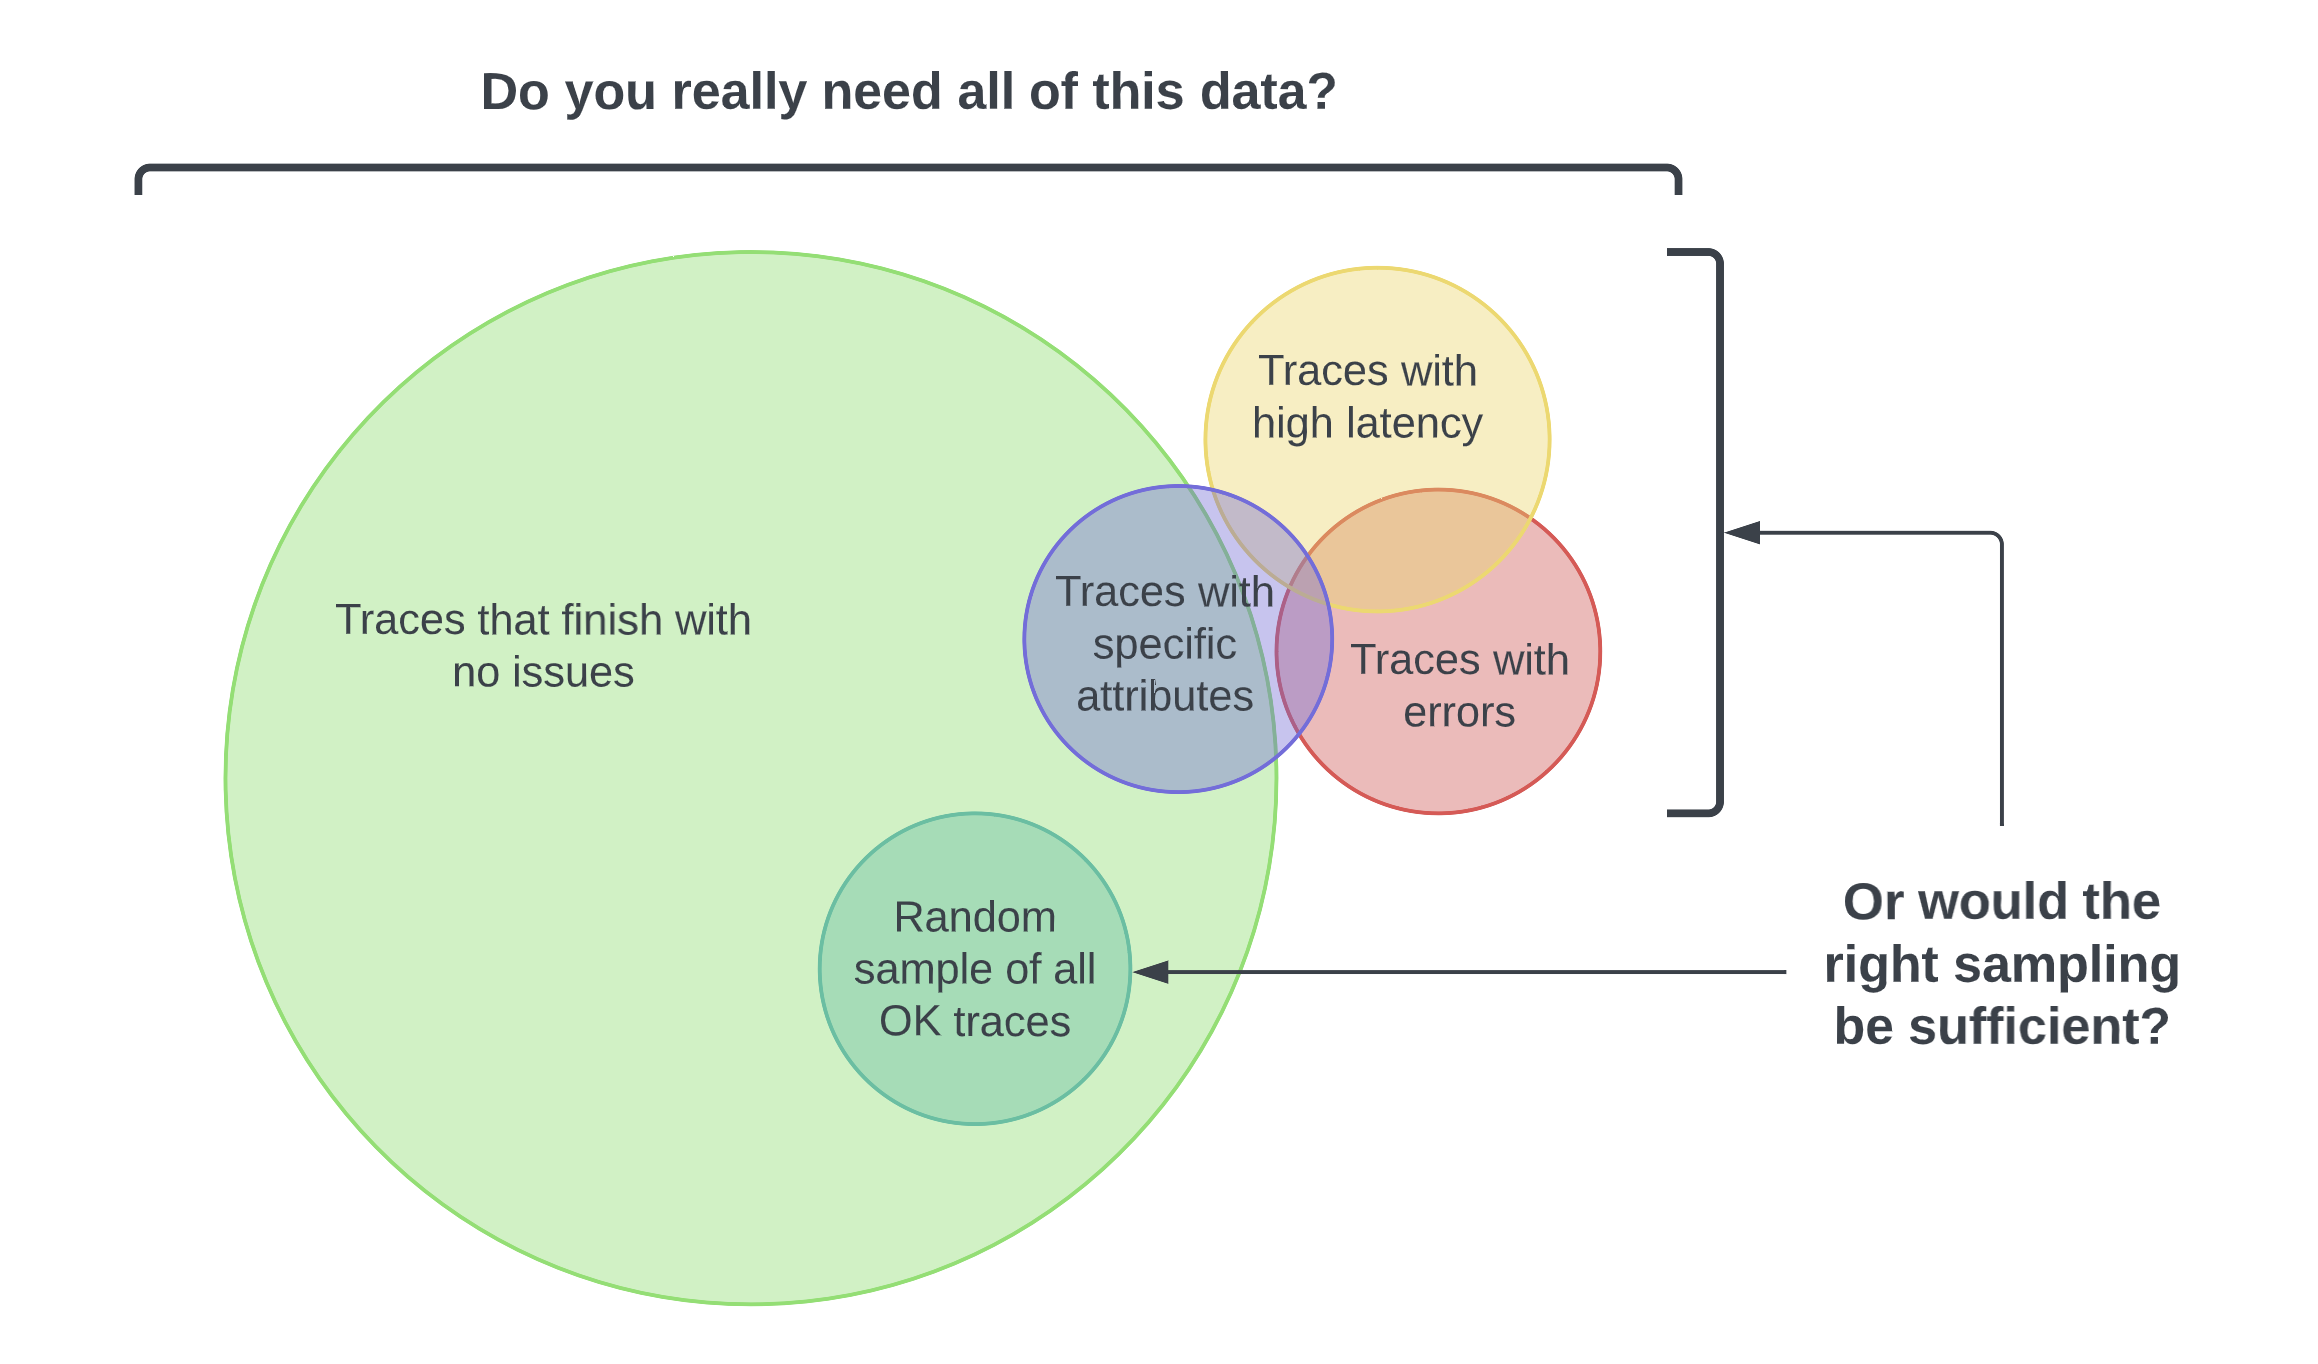 Do you really need all of this data?
Traces with
high latency
Traces that finish with
no issues
Traces with
specific
attributes
Traces with
errors
Random
sample of all
OK traces
Or would the
right sampling
be sufficient?